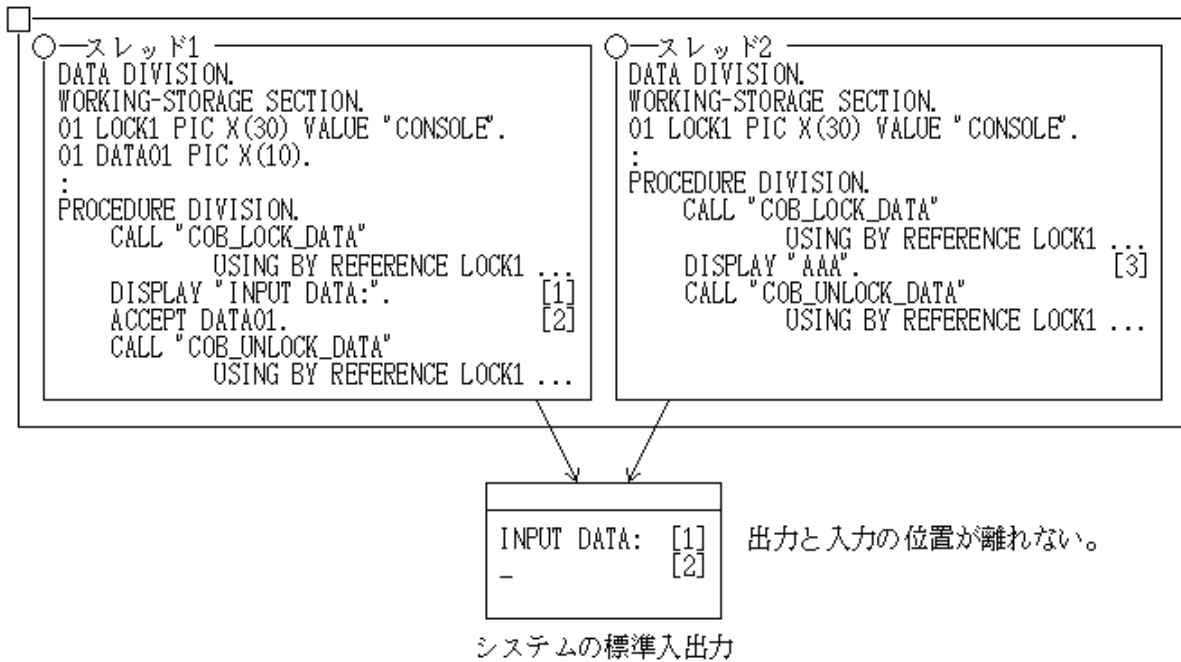 スレッド1
DATA DIVISION.
WORKING-STORAGE SECTION.
01 LOCK1 PIC X(30) VALUE "CONSOLE".
01 DATA01 PIC X(10).
:
PROCEDURE DIVISION.
CALL "COB_LOCK_DATA"
USING BY REFERENCE LOCK1 ...
DISPLAY "INPUT DATA:". [1]
ACCEPT DATA01. [2]
CALL "COB_UNLOCK_DATA"
USING BY REFERENCE LOCK1 ...
スレッド2
DATA DIVISION.
WORKING-STORAGE SECTION.
01 LOCK1 PIC X(30) VALUE "CONSOLE".
:
PROCEDURE DIVISION.
CALL "COB_LOCK_DATA"
USING BY REFERENCE LOCK1 ...
DISPLAY "AAA". [3]
CALL "COB_UNLOCK_DATA"
USING BY REFERENCE LOCK1 ...
INPUT DATA: [1]
_ [2]
出力と入力の位置が離れない。
システムの標準入出力